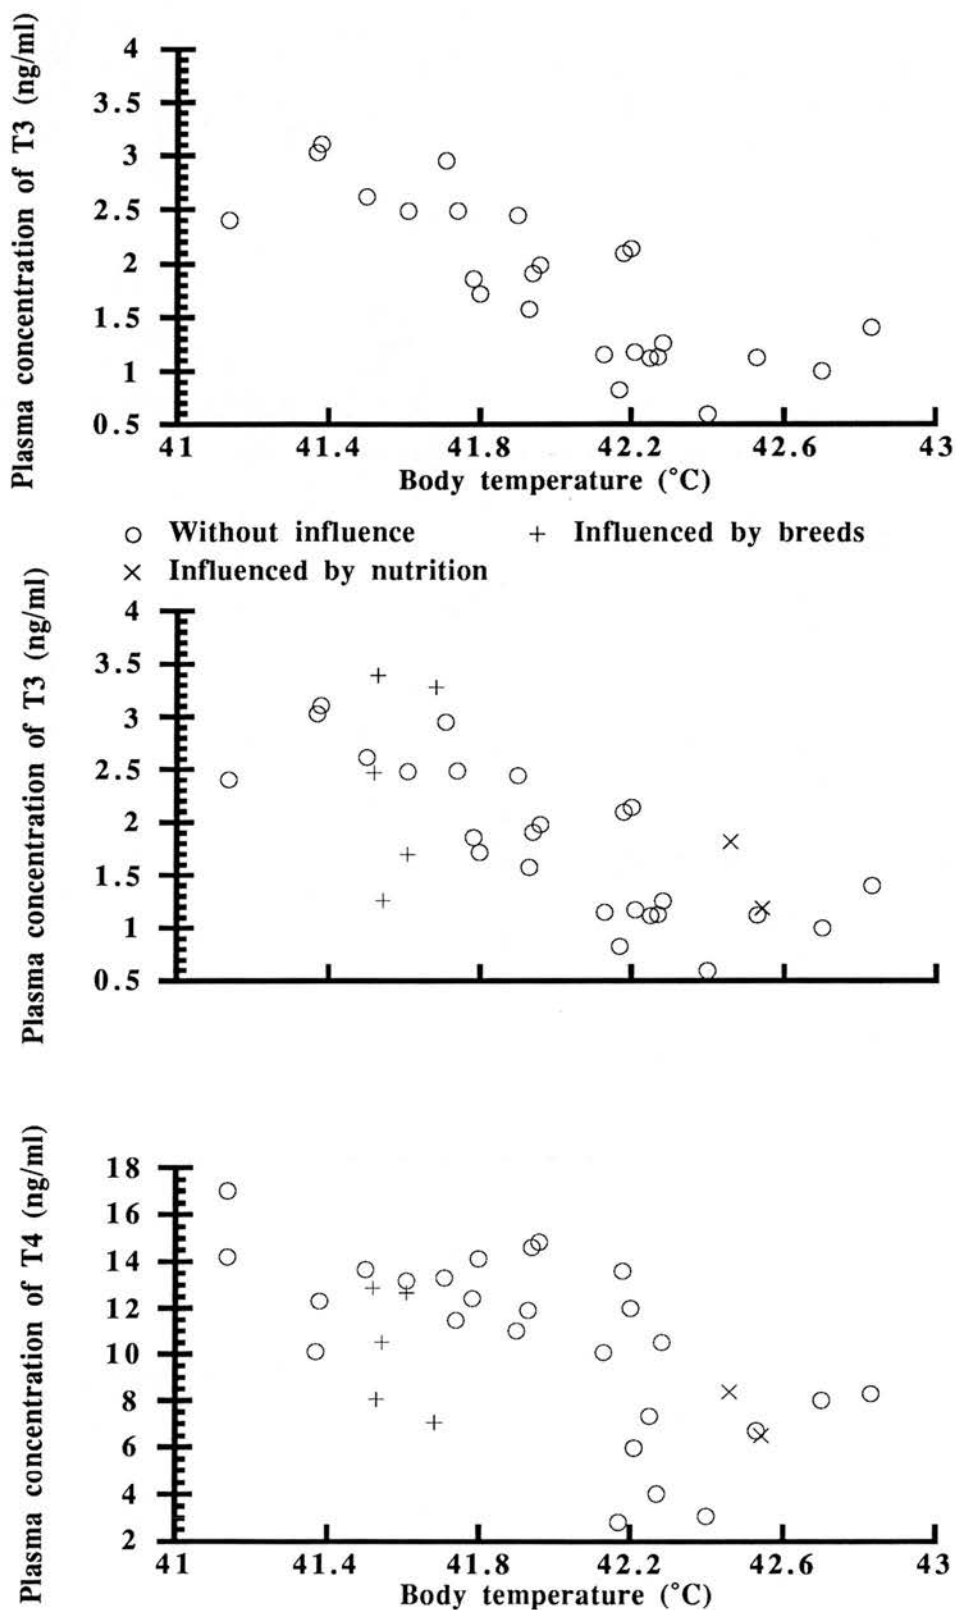 Plasma concentration of T3 (ng/ml)
4
3.5
3
2.5
2
1.5
1
0.5
41 41.4 41.8 42.2 42.6 43
Body temperature (°C)
Without influence
Influenced by breeds
Influenced by nutrition
Plasma concentration of T3 (ng/ml)
4
3.5
3
2.5
2
1.5
1
0.5
Plasma concentration of T4 (ng/ml)
18
16
14
12
10
8
6
4
2
41 41.4 41.8 42.2 42.6 43
Body temperature (°C)